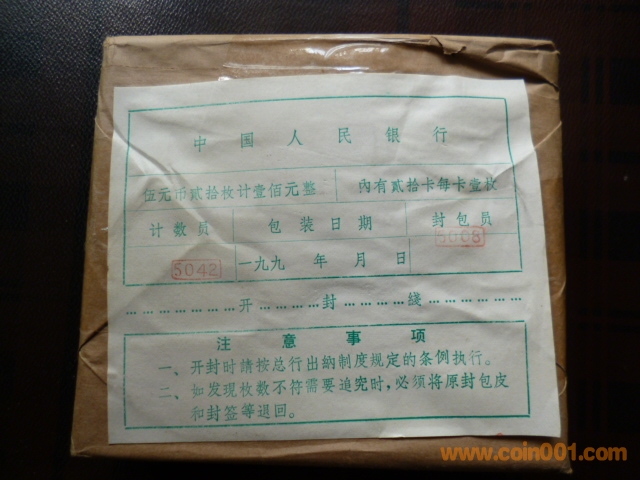 中国人民银行
伍元币贰拾枚计壹佰元整 内有贰拾卡每卡壹枚
计数员 包装日期 封包员
5042 一九九 年 月 日 5008
………………开………封………綫………………
注意事项
一、开封时請按总行出納制度规定的条例执行。
二、如发现枚数不符需要追究时，必须将原封包皮
和封签等退回。
www.coin001.com